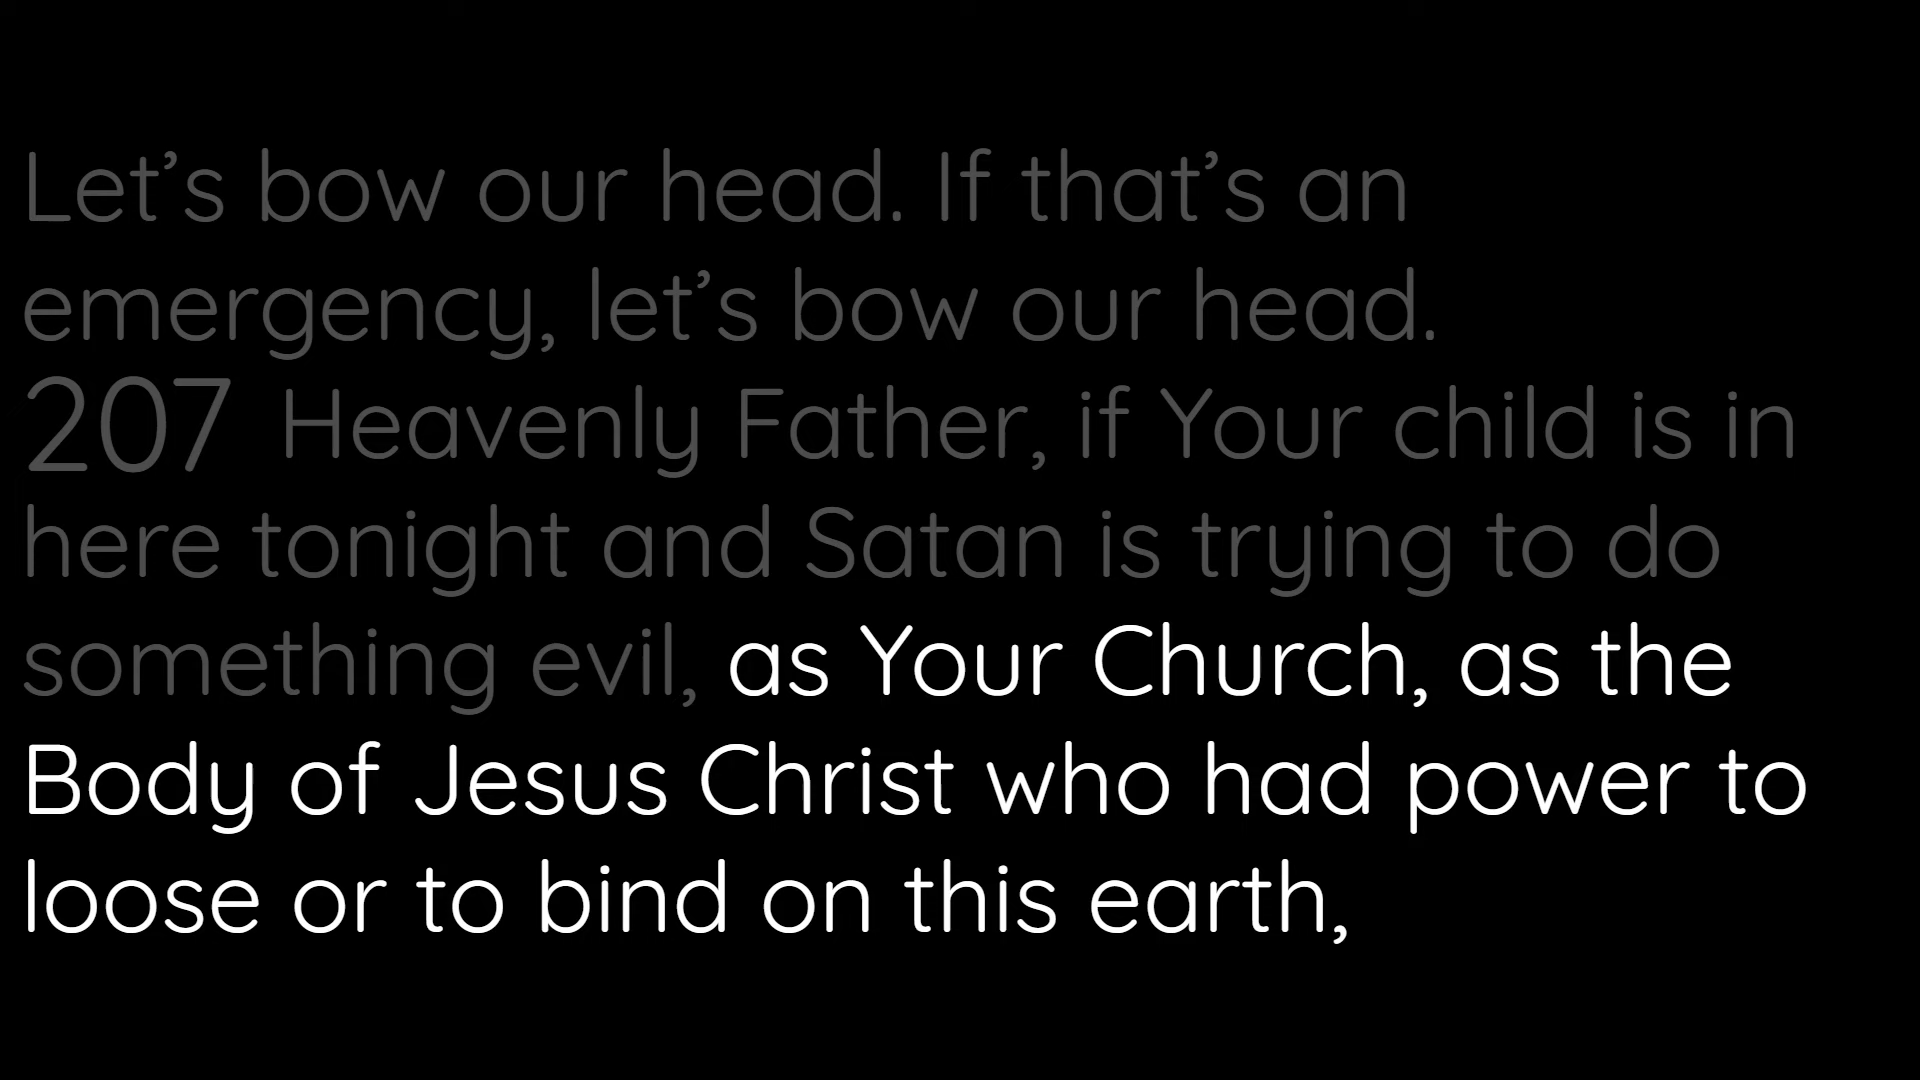 Let’s bow our head. If that’s an
emergency, let’s bow our head.
207 Heavenly Father, if Your child is in
here tonight and Satan is trying to do
something evil, as Your Church, as the
Body of Jesus Christ who had power to
loose or to bind on this earth,